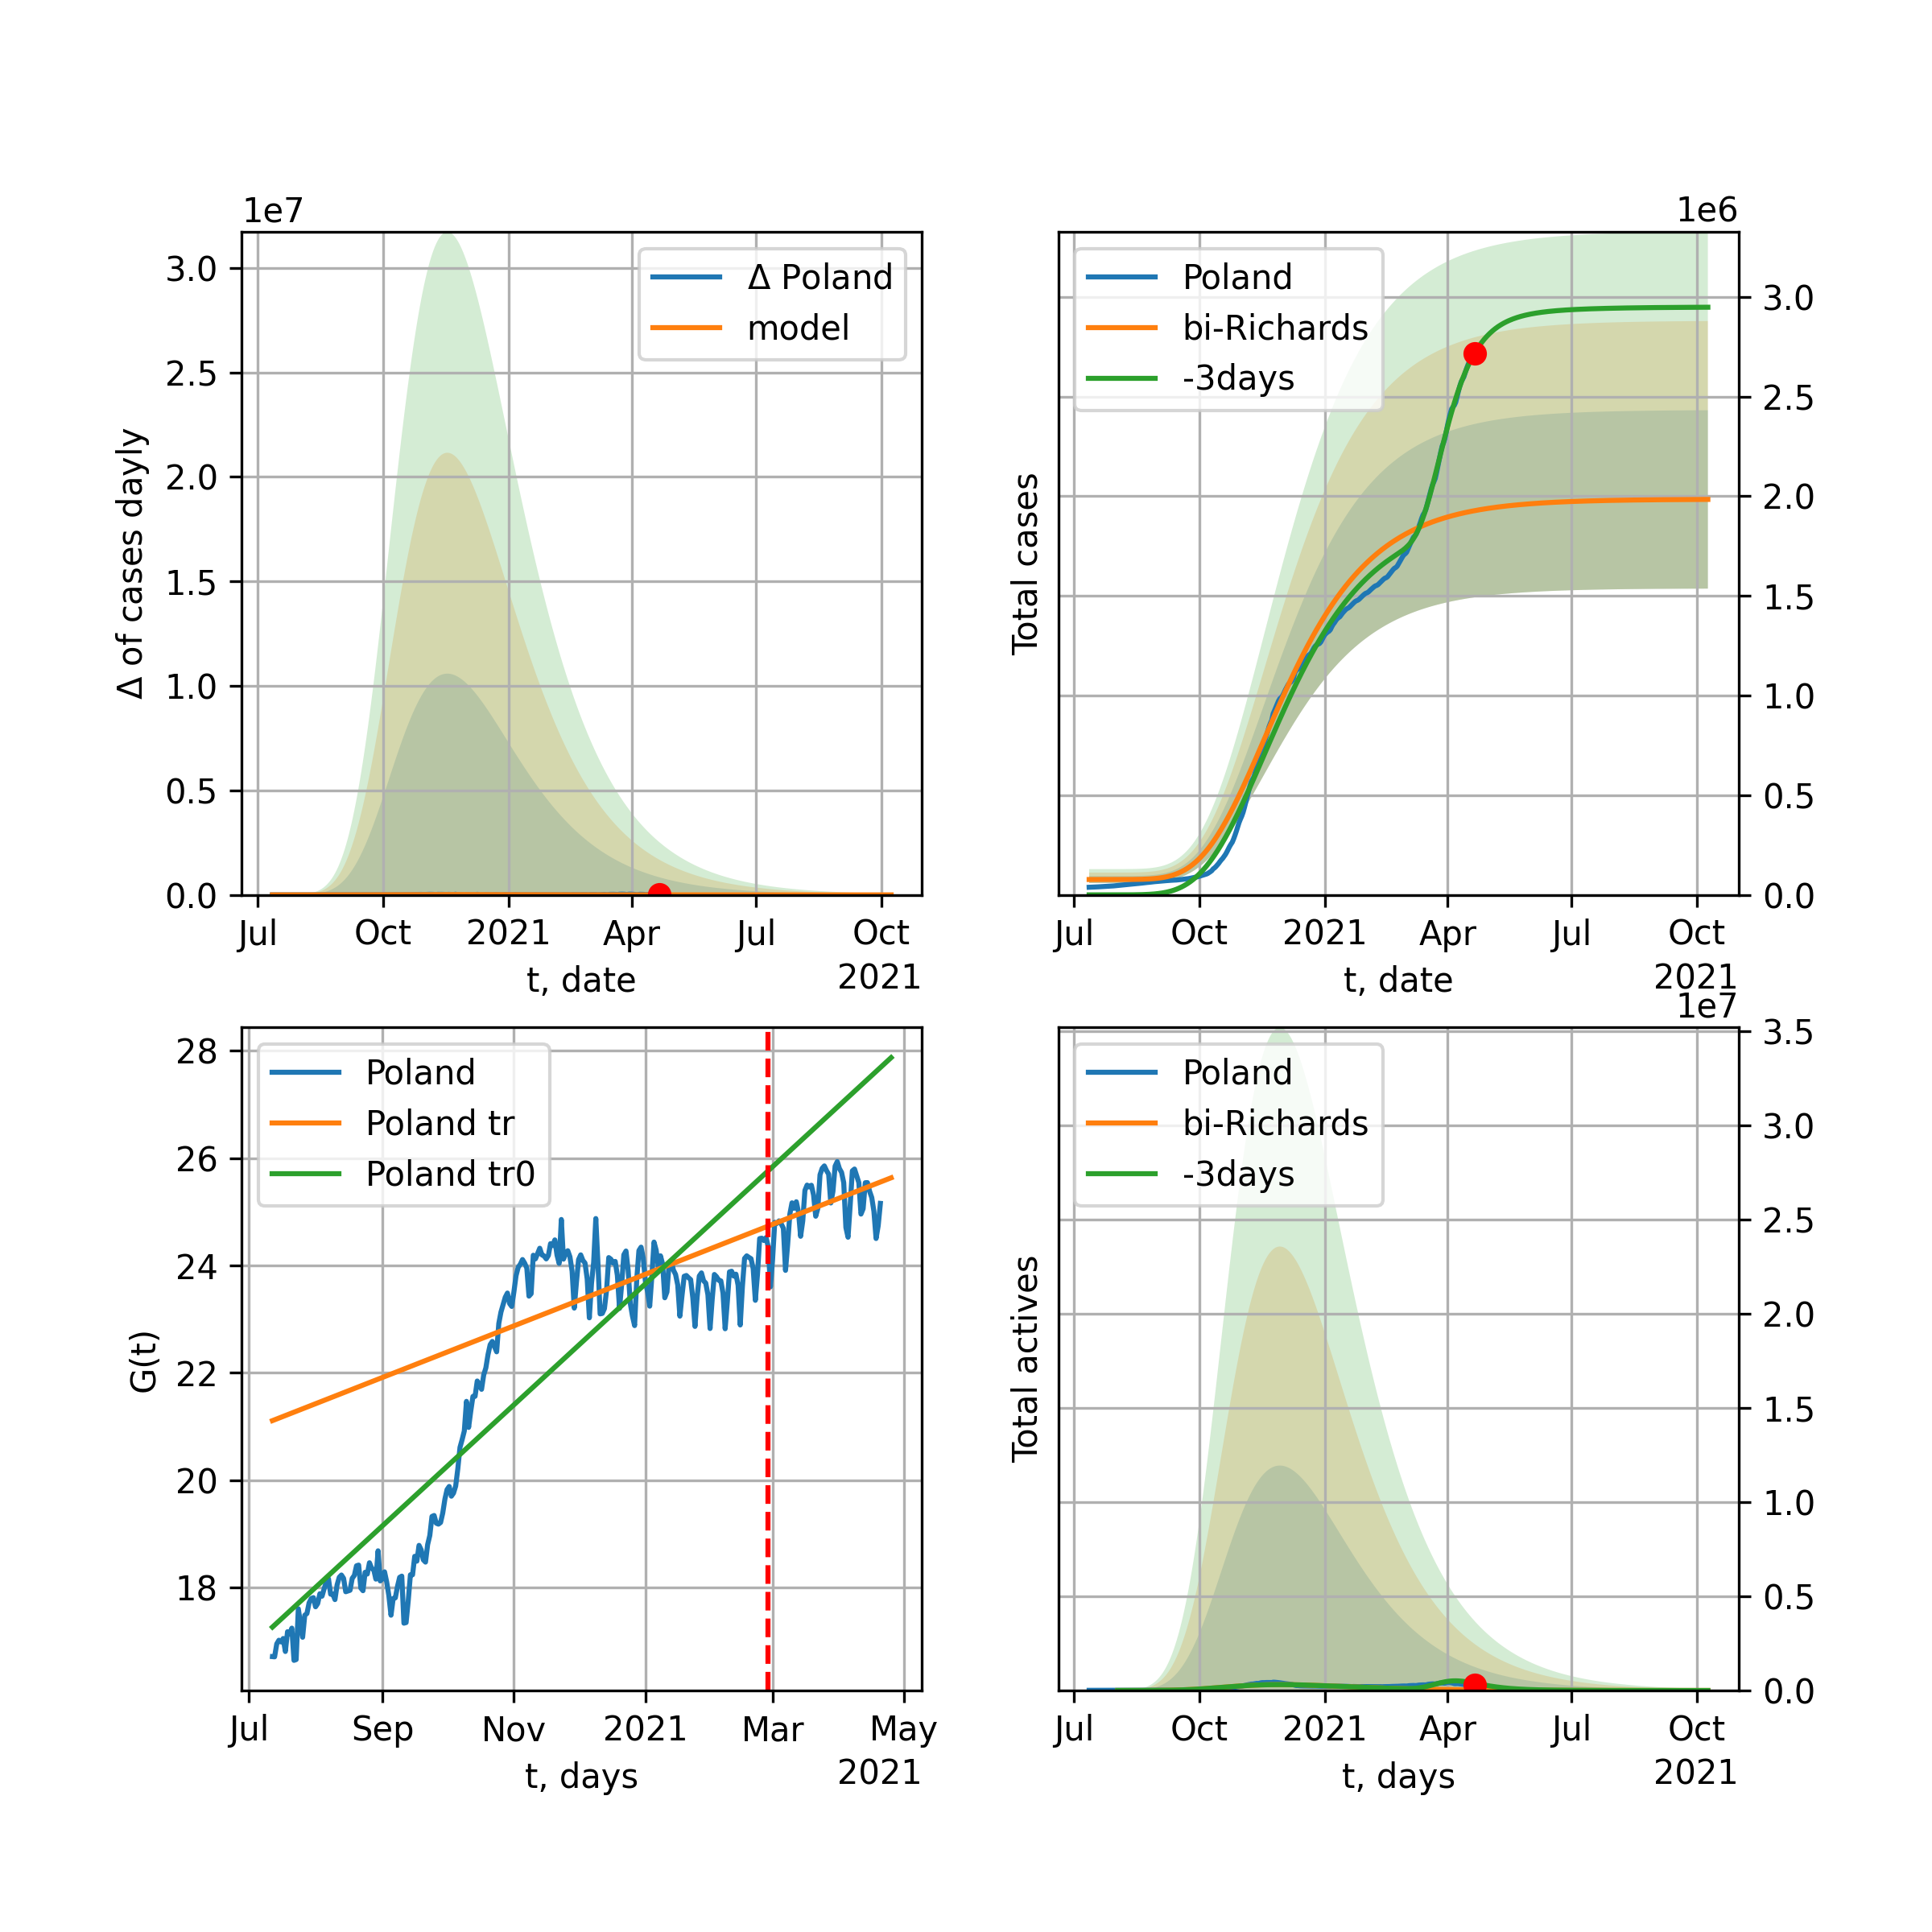 1e7
Δ of cases dayly
3.0
2.5
2.0
1.5
1.0
0.5
0.0
Δ Poland
model
Jul Oct 2021 Apr Jul Oct
t, date
2021
1e6
Total cases
Poland
bi-Richards
-3days
3.0
2.5
2.0
1.5
1.0
0.5
0.0
Jul Oct 2021 Apr Jul Oct
t, date
2021
G(t)
28
26
24
22
20
18
Poland
Poland tr
Poland tr0
Jul Sep Nov 2021 Mar May
t, days
2021
1e7
Total actives
Poland
bi-Richards
-3days
3.5
3.0
2.5
2.0
1.5
1.0
0.5
0.0
Jul Oct 2021 Apr Jul Oct
t, days
2021